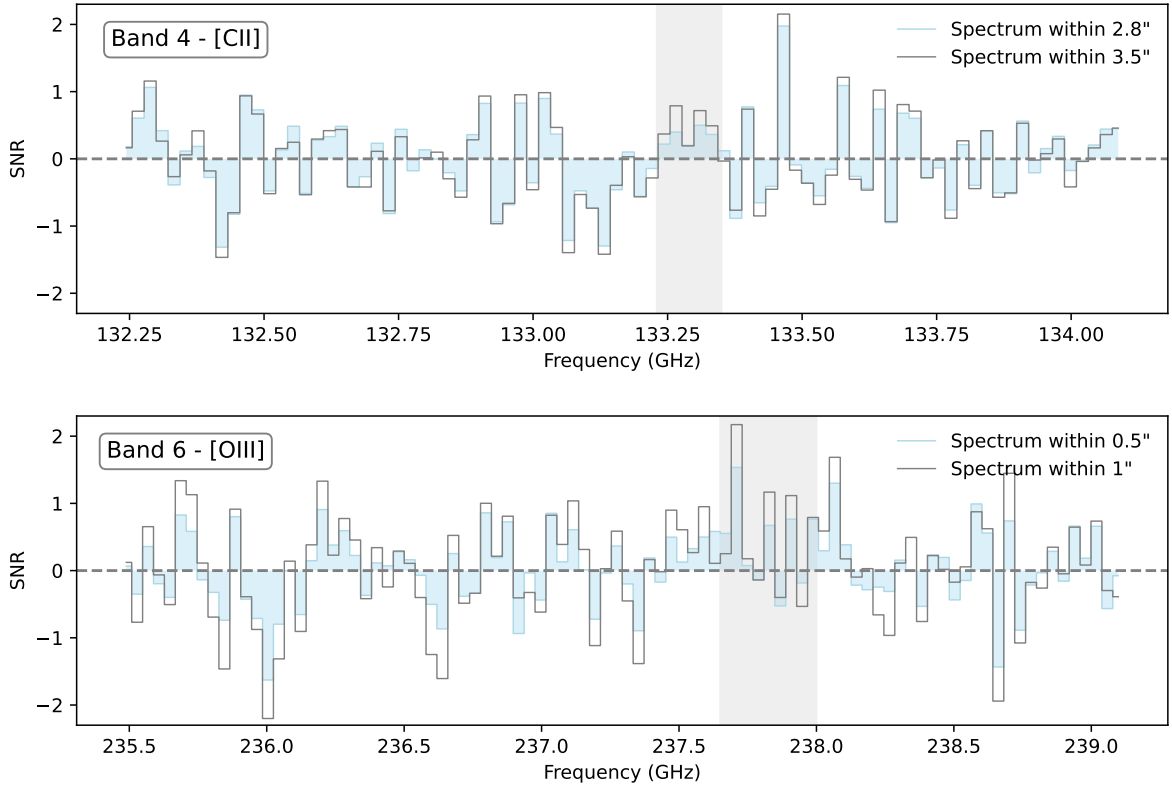 Band 4 - [CII]
Spectrum within 2.8"
Spectrum within 3.5"
SNR
2
1
0
−1
−2
132.25 132.50 132.75 133.00 133.25 133.50 133.75 134.00
Frequency (GHz)
Band 6 - [OIII]
Spectrum within 0.5"
Spectrum within 1"
SNR
2
1
0
−1
−2
235.5 236.0 236.5 237.0 237.5 238.0 238.5 239.0
Frequency (GHz)